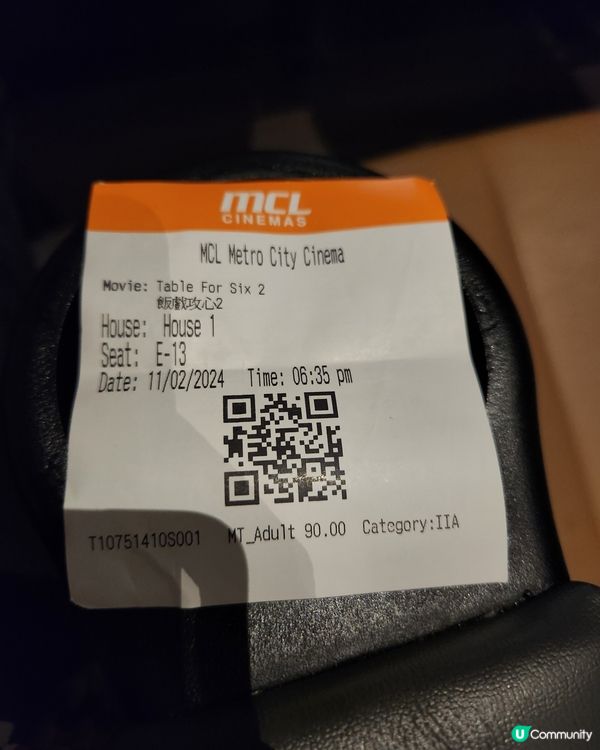 MCL
CINEMAS
MCL Metro City Cinema
Movie: Table For Six 2
飯戲攻心2
House: House 1
Seat: E-13
Date: 11/02/2024 Time: 06:35 pm
T10751410S001 MT_Adult 90.00 Category:IIA
U Community